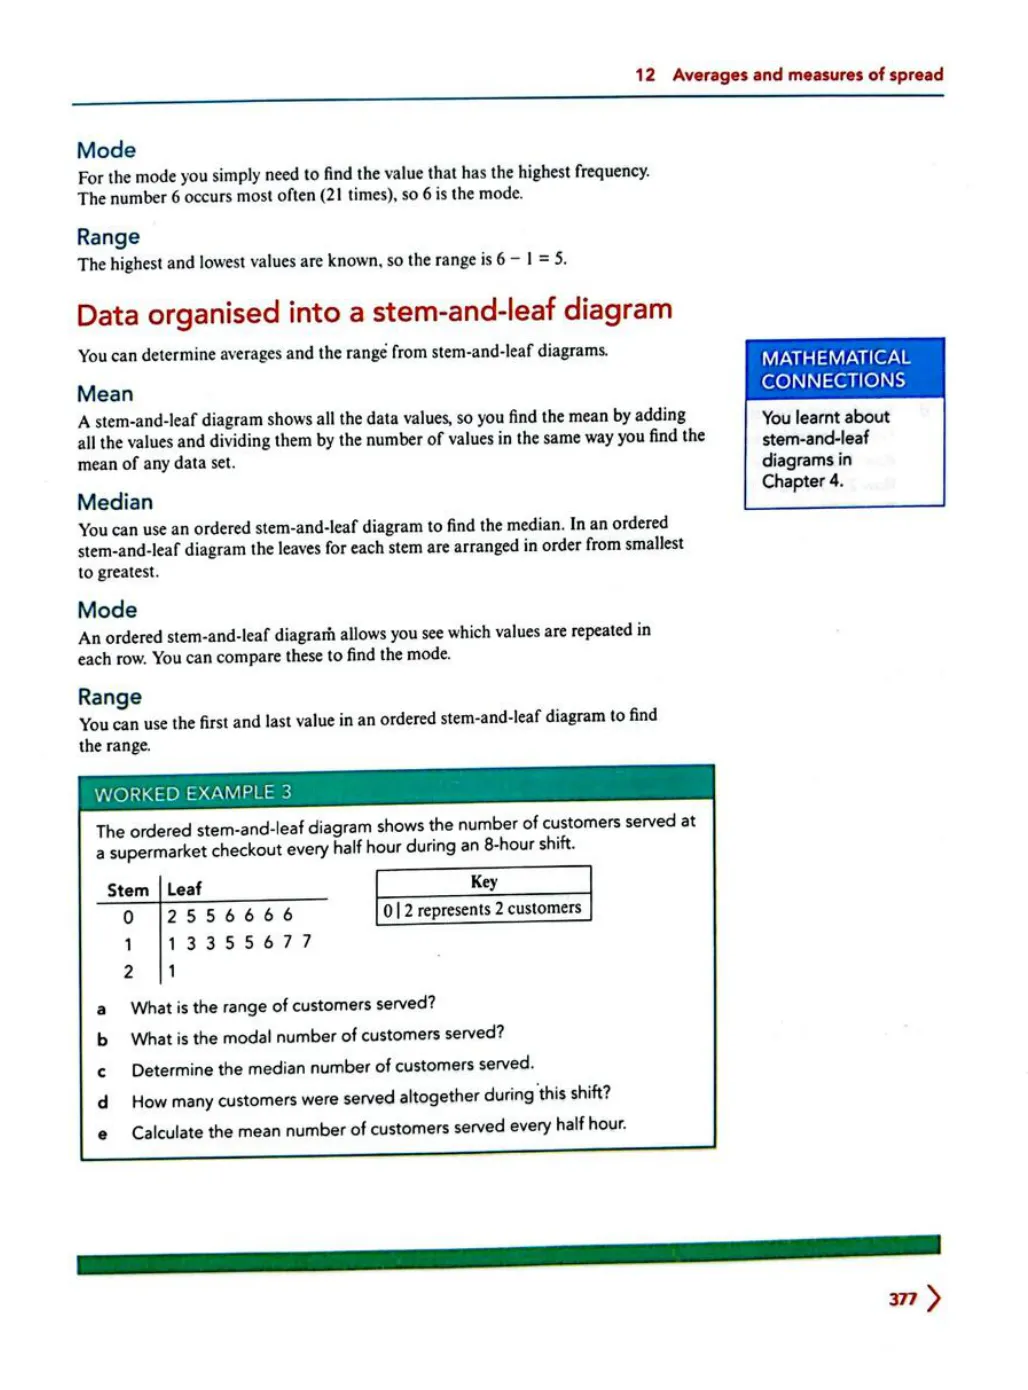 12 Averages and measures of spread
Mode
For the mode you simply need to find the value that has the highest frequency.
The number 6 occurs most often (21 times), so 6 is the mode.
Range
The highest and lowest values are known, so the range is 6 − 1 = 5.
Data organised into a stem-and-leaf diagram
You can determine averages and the range from stem-and-leaf diagrams.
Mean
A stem-and-leaf diagram shows all the data values, so you find the mean by adding
all the values and dividing them by the number of values in the same way you find the
mean of any data set.
Median
You can use an ordered stem-and-leaf diagram to find the median. In an ordered
stem-and-leaf diagram the leaves for each stem are arranged in order from smallest
to greatest.
Mode
An ordered stem-and-leaf diagram allows you see which values are repeated in
each row. You can compare these to find the mode.
Range
You can use the first and last value in an ordered stem-and-leaf diagram to find
the range.
MATHEMATICAL
CONNECTIONS
You learnt about
stem-and-leaf
diagrams in
Chapter 4.
WORKED EXAMPLE 3
The ordered stem-and-leaf diagram shows the number of customers served at
a supermarket checkout every half hour during an 8-hour shift.
Stem Leaf
0 2 5 5 6 6 6 6
1 1 3 3 5 5 6 7 7
2 1
Key
0 | 2 represents 2 customers
a What is the range of customers served?
b What is the modal number of customers served?
c Determine the median number of customers served.
d How many customers were served altogether during this shift?
e Calculate the mean number of customers served every half hour.
377